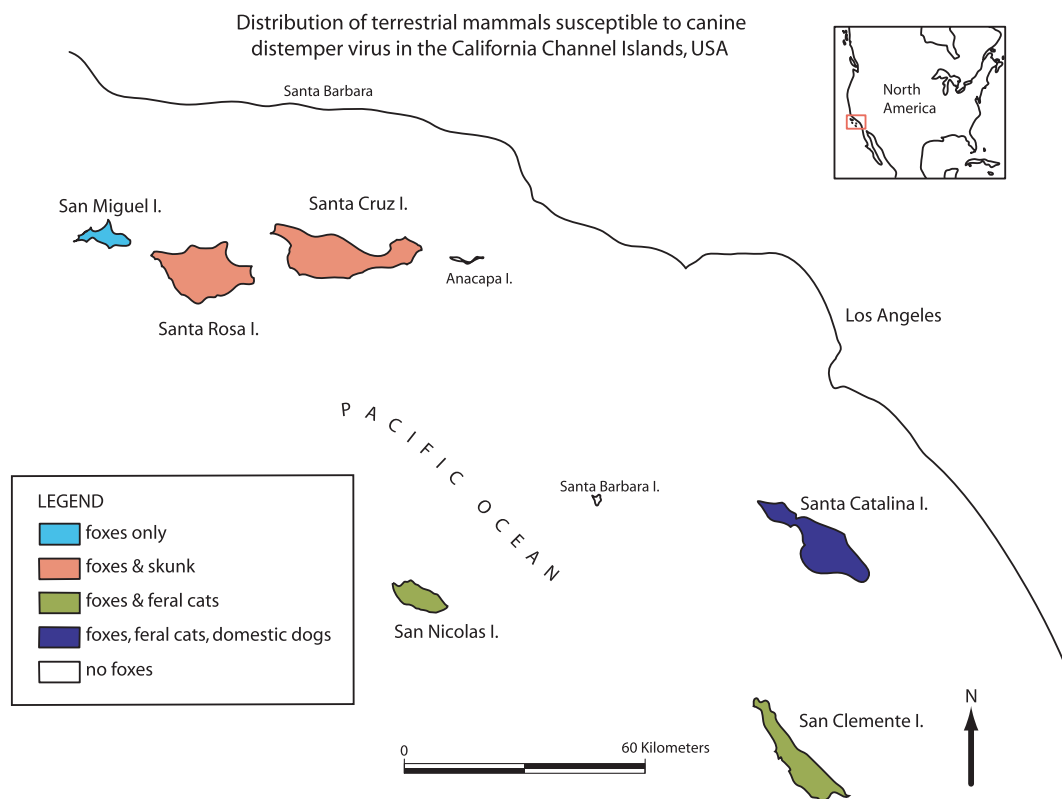 Distribution of terrestrial mammals susceptible to canine
distemper virus in the California Channel Islands, USA
North
America
Santa Barbara
San Miguel I.
Santa Cruz I.
Anacapa I.
Santa Rosa I.
Los Angeles
PACIFIC OCEAN
Santa Barbara I.
Santa Catalina I.
San Nicolas I.
San Clemente I.
LEGEND
foxes only
foxes & skunk
foxes & feral cats
foxes, feral cats, domestic dogs
no foxes
0
60 Kilometers
N